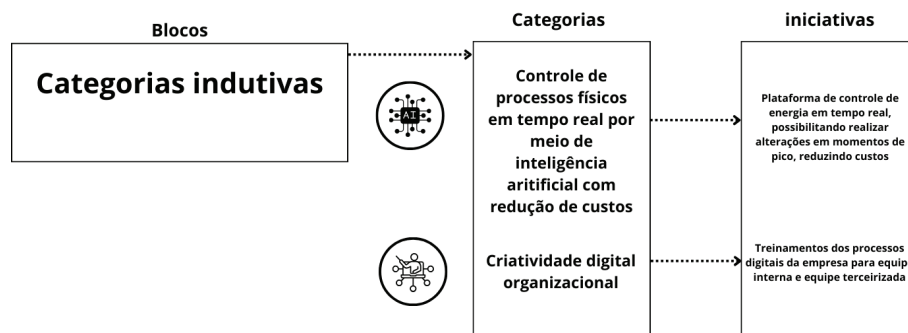 Blocos
Categorias
iniciativas
Categorias indutivas
AI
Controle de
processos físicos
em tempo real por
meio de
inteligência
aritificial com
redução de custos
Plataforma de controle de
energia em tempo real,
possibilitando realizar
alterações em momentos de
pico, reduzindo custos
Criatividade digital
organizacional
Treinamentos dos processos
digitais da empresa para equip
interna e equipe terceirizada